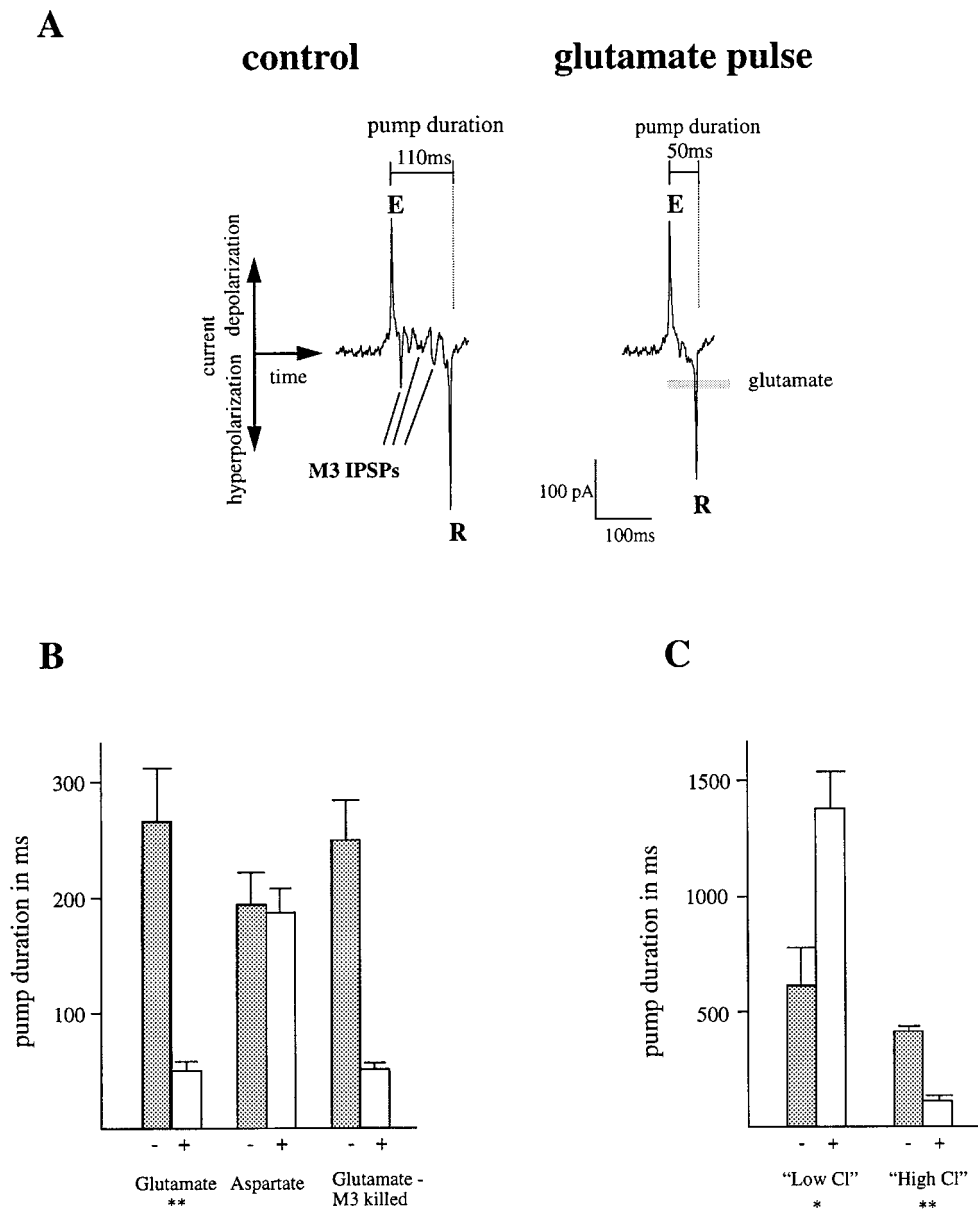 A
control
glutamate pulse
pump duration
110ms
pump duration
50ms
E
E
current
hyperpolarization depolarization
time
glutamate
M3 IPSPs
R
100 pA
100ms
R
B
pump duration in ms
300
200
100
- + - + - +
Glutamate
**
Aspartate
Glutamate -
M3 killed
C
pump duration in ms
1500
1000
500
- + - +
“Low Cl”
*
“High Cl”
**